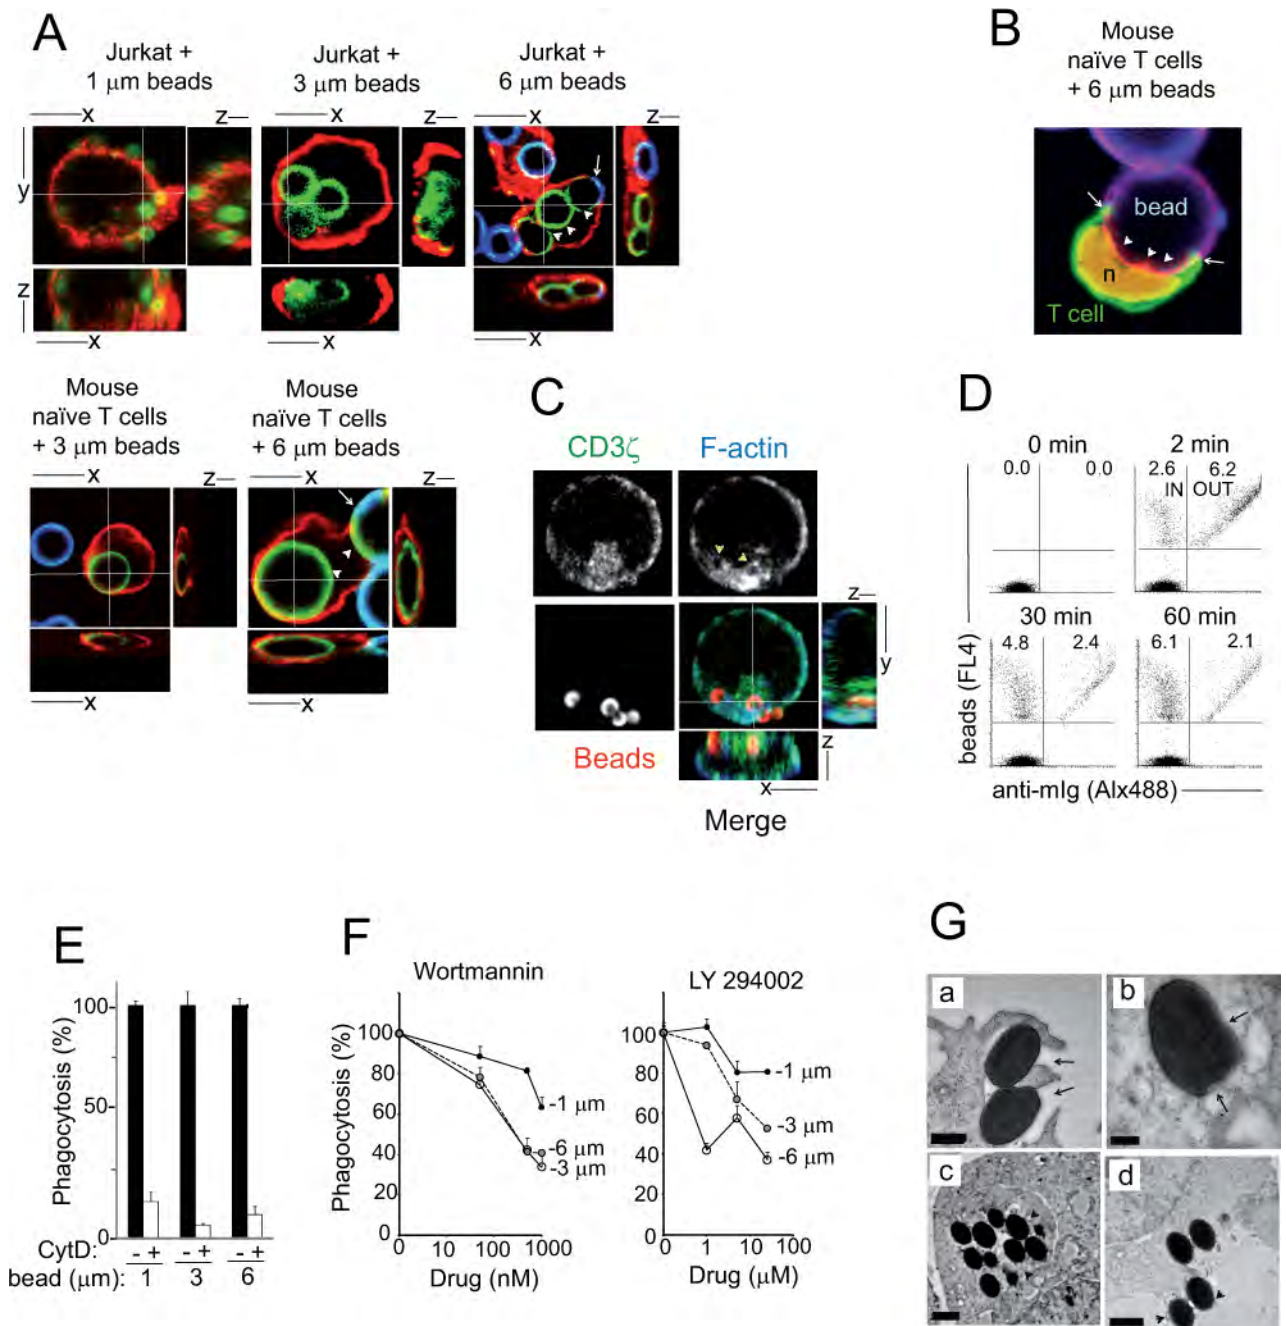 A
Jurkat +
1 μm beads
Jurkat +
3 μm beads
Jurkat +
6 μm beads
x
z
x
z
x
z
y
z
x
x
x
Mouse
naïve T cells
+ 3 μm beads
Mouse
naïve T cells
+ 6 μm beads
x
z
x
z
x
x
B
Mouse
naïve T cells
+ 6 μm beads
bead
n
T cell
C
CD3ζ
F-actin
z
y
Beads
z
x
Merge
D
0 min
2 min
0.0
0.0
2.6
6.2
IN
OUT
30 min
60 min
4.8
2.4
6.1
2.1
beads (FL4)
anti-mIg (Alx488)
E
Phagocytosis (%)
100
50
0
CytD: - + - + - +
bead (μm): 1 3 6
F
Wortmannin
LY 294002
Phagocytosis (%)
100
80
60
40
20
0
-1 μm
-6 μm
-3 μm
0
100
1000
Drug (nM)
100
80
60
40
20
0
-1 μm
-3 μm
-6 μm
0
1
10
100
Drug (μM)
G
a
b
c
d